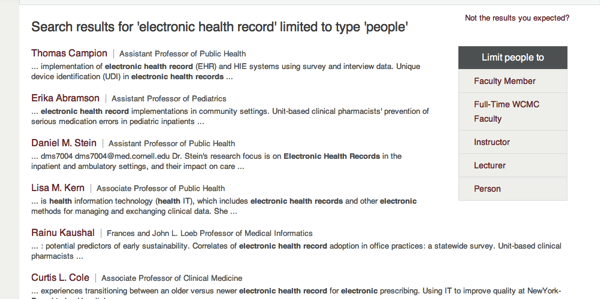 Not the results you expected?
Search results for 'electronic health record' limited to type 'people'
Thomas Campion | Assistant Professor of Public Health
... implementation of electronic health record (EHR) and HIE systems using survey and interview data. Unique
device identification (UDI) in electronic health records ...
Erika Abramson | Assistant Professor of Pediatrics
... electronic health record implementations in community settings. Unit-based clinical pharmacists' prevention of
serious medication errors in pediatric inpatients ...
Daniel M. Stein | Assistant Professor of Public Health
... dms7004 dms7004@med.cornell.edu Dr. Stein's research focus is on Electronic Health Records in the
inpatient and ambulatory settings, and their impact on care ...
Lisa M. Kern | Associate Professor of Public Health
... is health information technology (health IT), which includes electronic health records and other electronic
methods for managing and exchanging clinical data. She ...
Rainu Kaushal | Frances and John L. Loeb Professor of Medical Informatics
... : potential predictors of early sustainability. Correlates of electronic health record adoption in office practices: a statewide survey. Unit-based clinical
pharmacists ...
Curtis L. Cole | Associate Professor of Clinical Medicine
... experiences transitioning between an older versus newer electronic health record for electronic prescribing. Using IT to improve quality at NewYork-
Limit people to
Faculty Member
Full-Time WCMC
Faculty
Instructor
Lecturer
Person